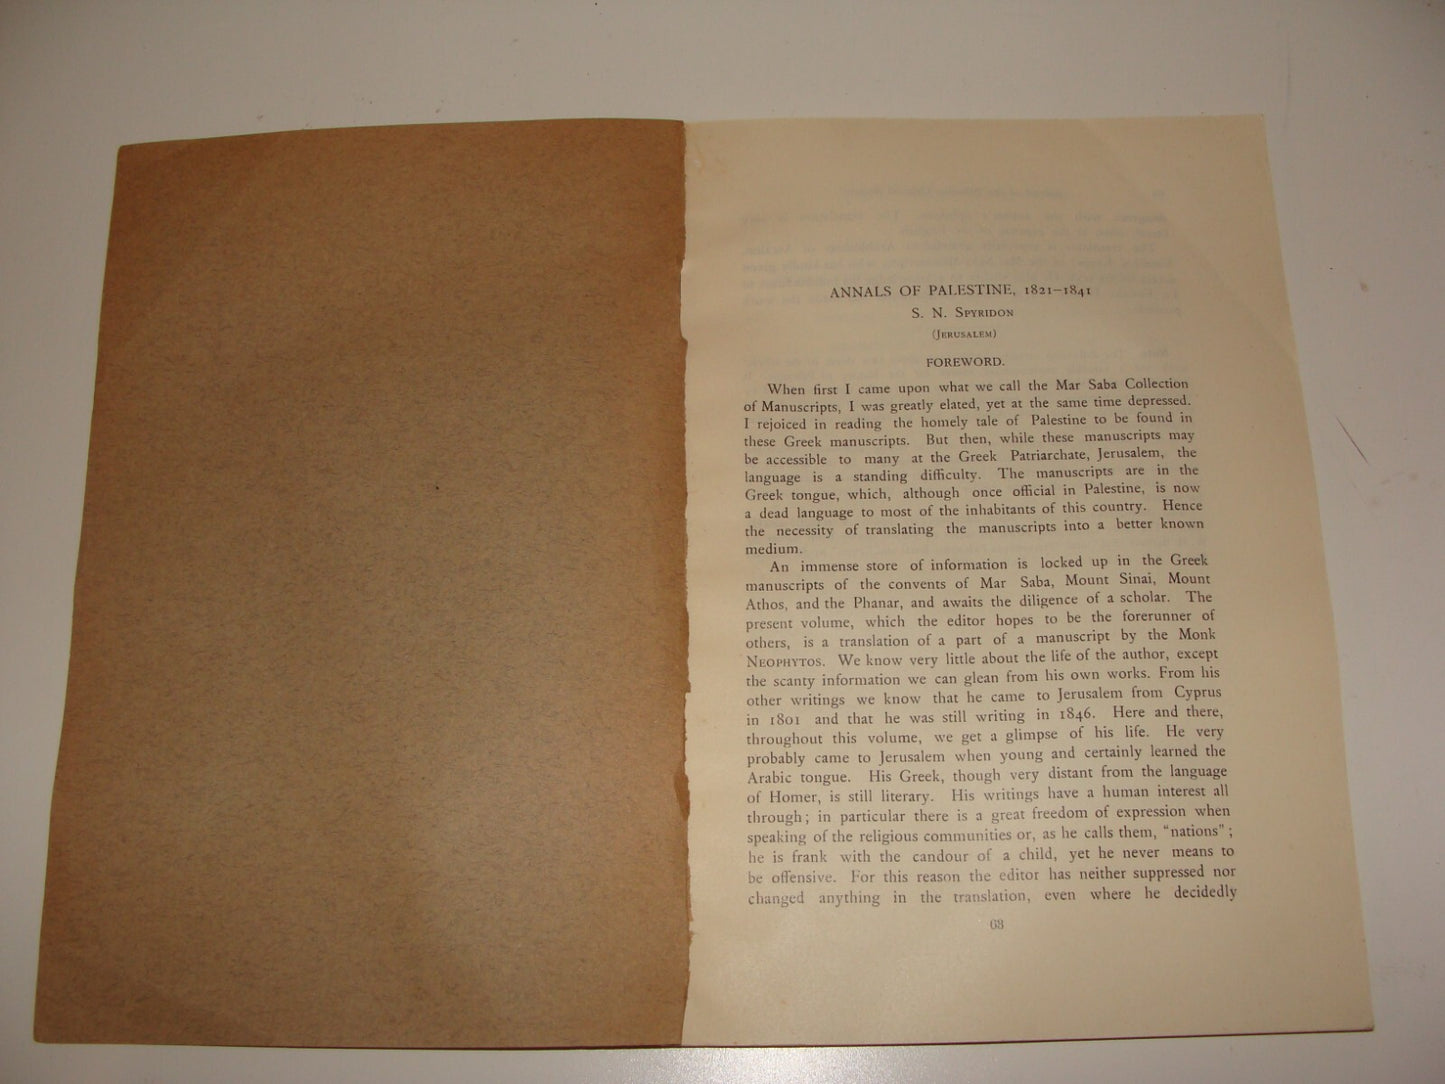 ANNALS OF PALESTINE, 1821–1841
S. N. SPYRIDON
(JERUSALEM)
FOREWORD.
When first I came upon what we call the Mar Saba Collection
of Manuscripts, I was greatly elated, yet at the same time depressed.
I rejoiced in reading the homely tale of Palestine to be found in
these Greek manuscripts. But then, while these manuscripts may
be accessible to many at the Greek Patriarchate, Jerusalem, the
language is a standing difficulty. The manuscripts are in the
Greek tongue, which, although once official in Palestine, is now
a dead language to most of the inhabitants of this country. Hence
the necessity of translating the manuscripts into a better known
medium.
An immense store of information is locked up in the Greek
manuscripts of the convents of Mar Saba, Mount Sinai, Mount
Athos, and the Phanar, and awaits the diligence of a scholar. The
present volume, which the editor hopes to be the forerunner of
others, is a translation of a part of a manuscript by the Monk
NEOPHYTOS. We know very little about the life of the author, except
the scanty information we can glean from his own works. From his
other writings we know that he came to Jerusalem from Cyprus
in 1801 and that he was still writing in 1846. Here and there,
throughout this volume, we get a glimpse of his life. He very
probably came to Jerusalem when young and certainly learned the
Arabic tongue. His Greek, though very distant from the language
of Homer, is still literary. His writings have a human interest all
through; in particular there is a great freedom of expression when
speaking of the religious communities or, as he calls them, "nations";
he is frank with the candour of a child, yet he never means to
be offensive. For this reason the editor has neither suppressed nor
changed anything in the translation, even where he decidedly
63